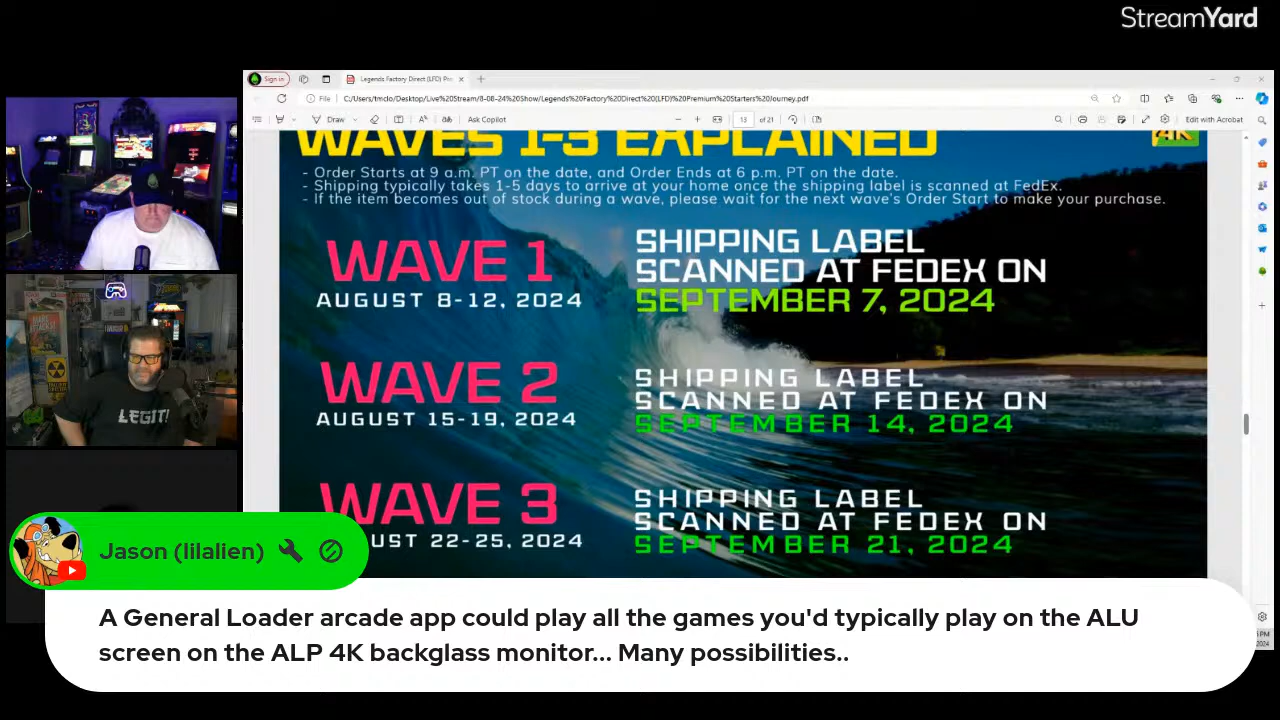 StreamYard
Sign in
Legends Factory Direct (LFD) Pre
File
C:/Users/tmclo/Desktop/Live%20Stream/8-08-24%20Show/Legends%20Factory%20Direct%20(LFD)%20Premium%20Starters%20Journey.pdf
Draw
Ask Copilot
13 of 21
Edit with Acrobat
WAVES 1-3 EXPLAINED
4K
- Order Starts at 9 a.m. PT on the date, and Order Ends at 6 p.m. PT on the date.
- Shipping typically takes 1-5 days to arrive at your home once the shipping label is scanned at FedEx.
- If the item becomes out of stock during a wave, please wait for the next wave's Order Start to make your purchase.
WAVE 1
AUGUST 8-12, 2024
SHIPPING LABEL
SCANNED AT FEDEX ON
SEPTEMBER 7, 2024
WAVE 2
AUGUST 15-19, 2024
SHIPPING LABEL
SCANNED AT FEDEX ON
SEPTEMBER 14, 2024
WAVE 3
UST 22-25, 2024
SHIPPING LABEL
SCANNED AT FEDEX ON
SEPTEMBER 21, 2024
LEGIT!
Jason (lilalien)
A General Loader arcade app could play all the games you'd typically play on the ALU
screen on the ALP 4K backglass monitor... Many possibilities..